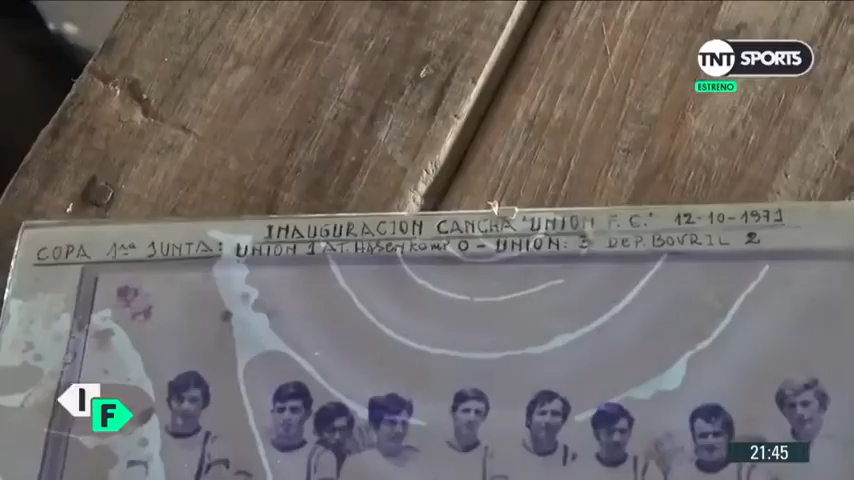 TNT SPORTS
ESTRENO
INAUGURACION CANCHA "UNION F.C." 12-10-1971
COPA 1ra JUNTA: UNION 1 AT HASENKAMP 0 - UNION: 3 DEP. BOVRIL 2
I
F
21:45